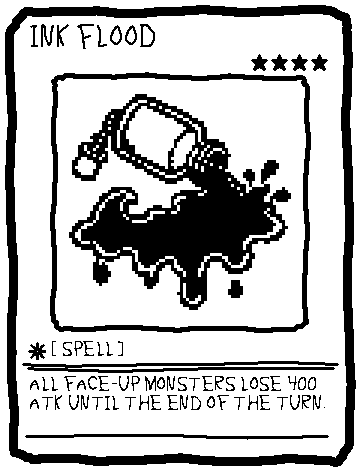 INK FLOOD
★★★★
✱[SPELL]
ALL FACE-UP MONSTERS LOSE 400
ATK UNTIL THE END OF THE TURN.